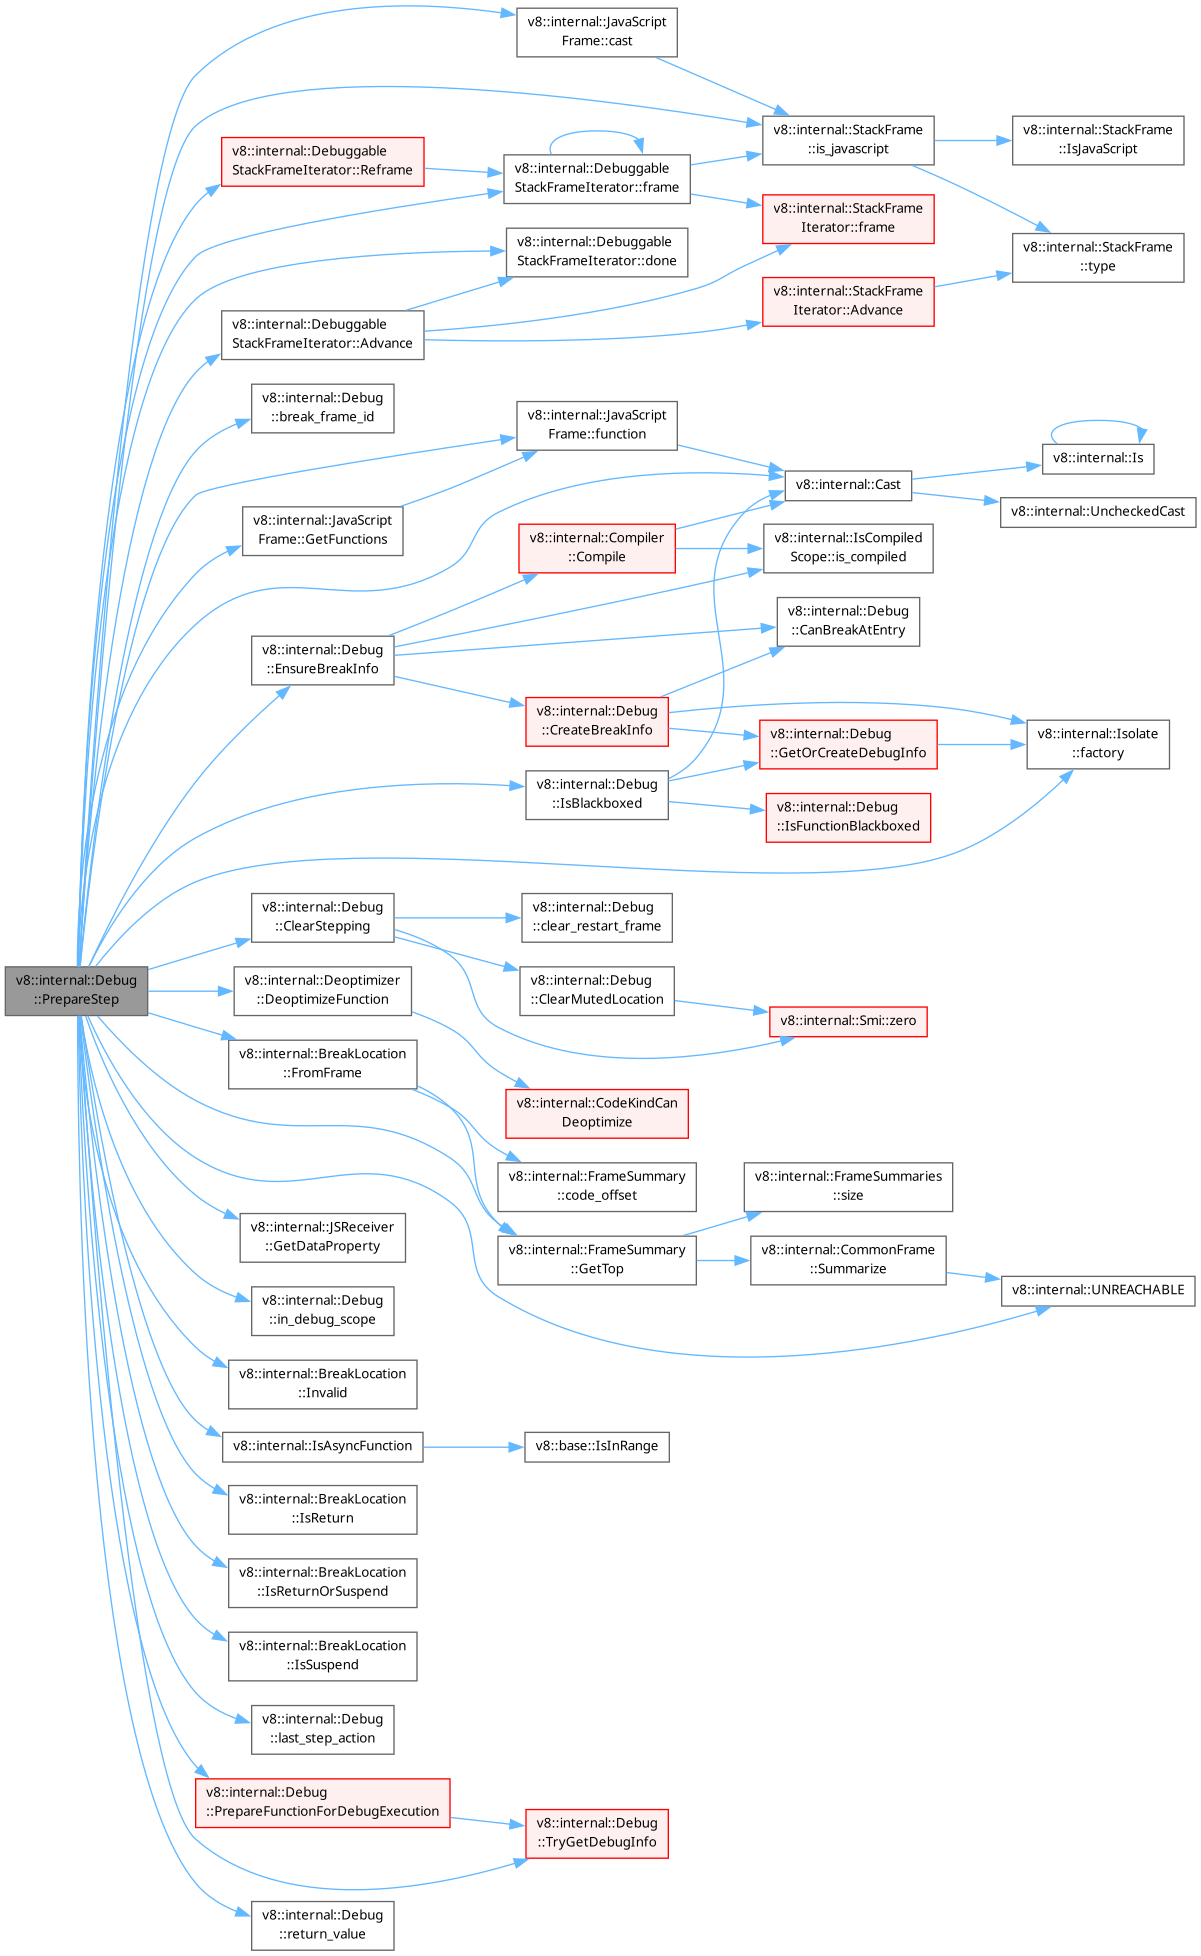 v8::internal::JavaScript
Frame::cast
v8::internal::StackFrame
::is_javascript
v8::internal::StackFrame
::IsJavaScript
v8::internal::Debuggable
StackFrameIterator::Reframe
v8::internal::Debuggable
StackFrameIterator::frame
v8::internal::StackFrame
Iterator::frame
v8::internal::Debuggable
StackFrameIterator::done
v8::internal::StackFrame
::type
v8::internal::StackFrame
Iterator::Advance
v8::internal::Debuggable
StackFrameIterator::Advance
v8::internal::Debug
::break_frame_id
v8::internal::JavaScript
Frame::function
v8::internal::Is
v8::internal::Cast
v8::internal::UncheckedCast
v8::internal::JavaScript
Frame::GetFunctions
v8::internal::Compiler
::Compile
v8::internal::IsCompiled
Scope::is_compiled
v8::internal::Debug
::CanBreakAtEntry
v8::internal::Debug
::EnsureBreakInfo
v8::internal::Debug
::CreateBreakInfo
v8::internal::Debug
::GetOrCreateDebugInfo
v8::internal::Isolate
::factory
v8::internal::Debug
::IsBlackboxed
v8::internal::Debug
::IsFunctionBlackboxed
v8::internal::Debug
::ClearStepping
v8::internal::Debug
::clear_restart_frame
v8::internal::Debug
::PrepareStep
v8::internal::Deoptimizer
::DeoptimizeFunction
v8::internal::Debug
::ClearMutedLocation
v8::internal::Smi::zero
v8::internal::BreakLocation
::FromFrame
v8::internal::CodeKindCan
Deoptimize
v8::internal::FrameSummary
::code_offset
v8::internal::FrameSummaries
::size
v8::internal::JSReceiver
::GetDataProperty
v8::internal::FrameSummary
::GetTop
v8::internal::CommonFrame
::Summarize
v8::internal::UNREACHABLE
v8::internal::Debug
::in_debug_scope
v8::internal::BreakLocation
::Invalid
v8::internal::IsAsyncFunction
v8::base::IsInRange
v8::internal::BreakLocation
::IsReturn
v8::internal::BreakLocation
::IsReturnOrSuspend
v8::internal::BreakLocation
::IsSuspend
v8::internal::Debug
::last_step_action
v8::internal::Debug
::PrepareFunctionForDebugExecution
v8::internal::Debug
::TryGetDebugInfo
v8::internal::Debug
::return_value